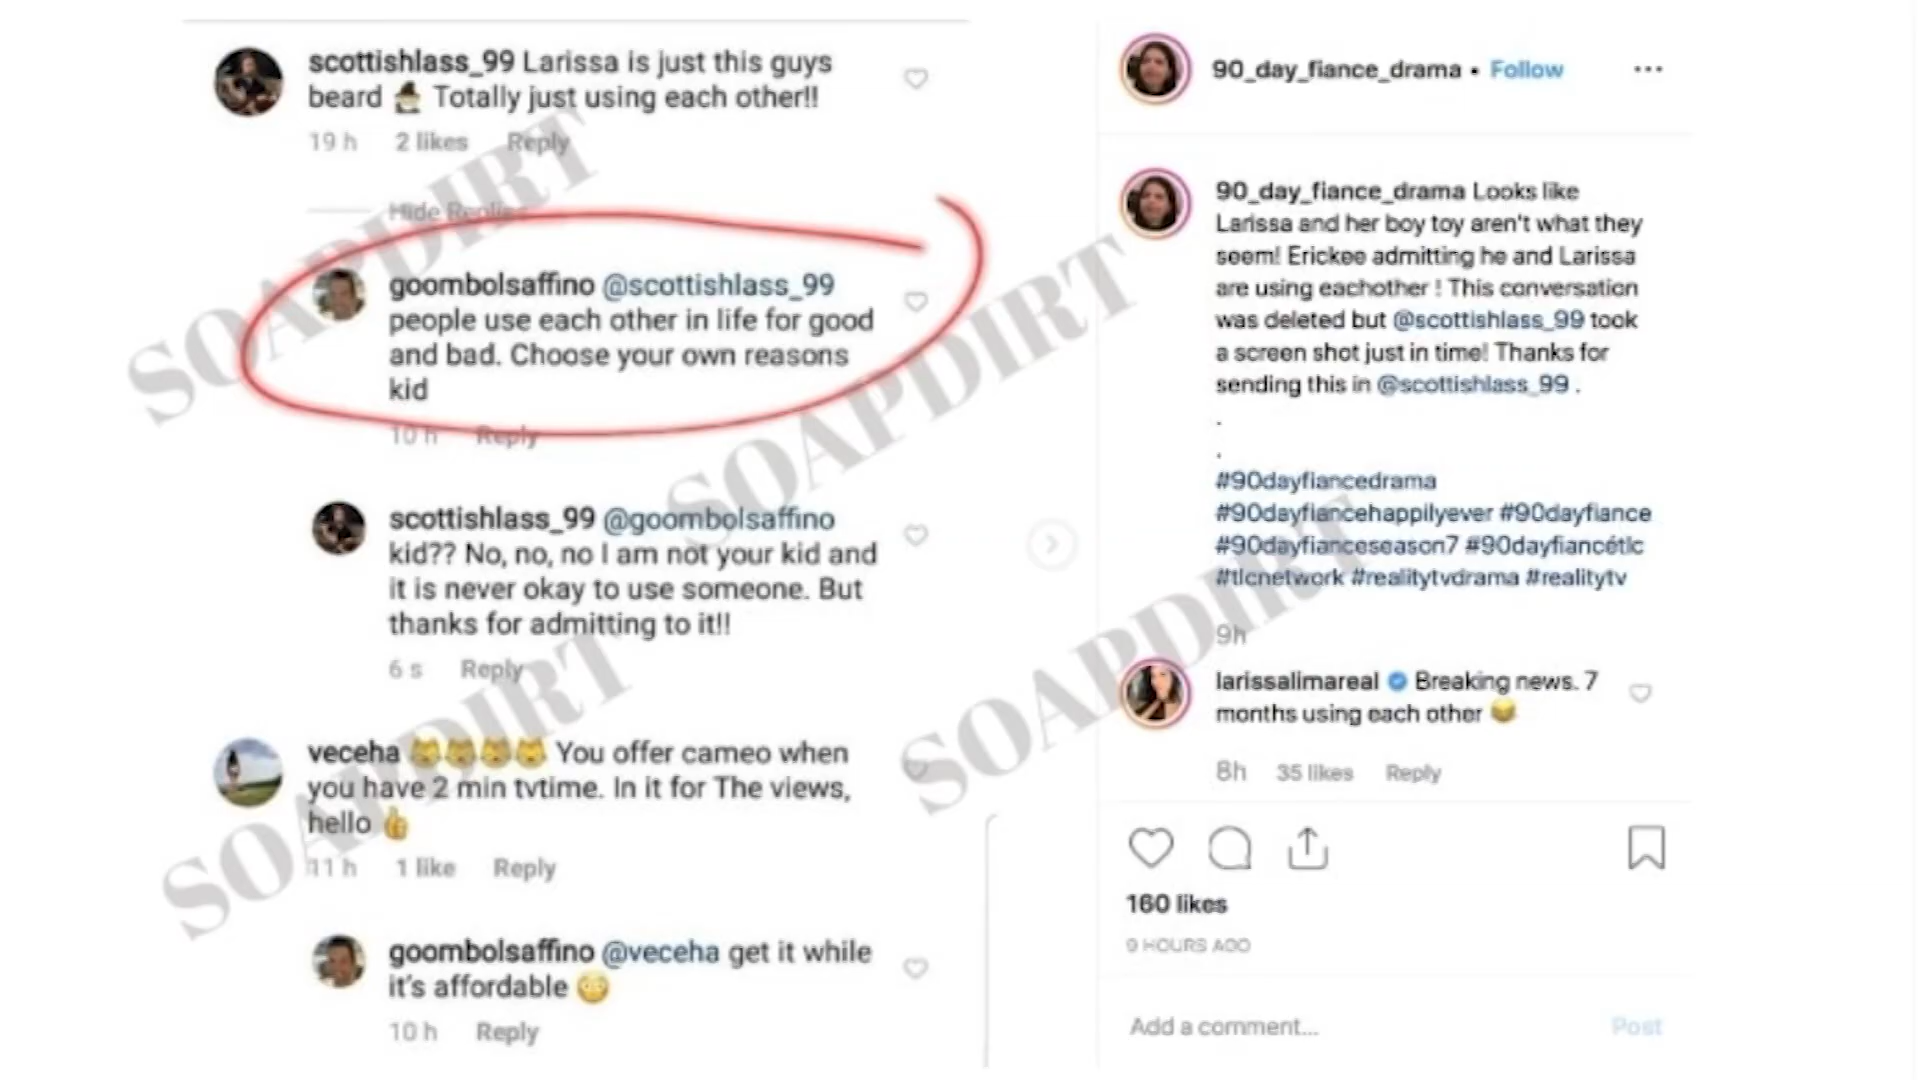 scottishlass_99 Larissa is just this guys
beard Totally just using each other!!
19 h 2 likes Reply
Hide Replies
goombolsaffino @scottishlass_99
people use each other in life for good
and bad. Choose your own reasons
kid
10 h Reply
scottishlass_99 @goombolsaffino
kid?? No, no, no I am not your kid and
it is never okay to use someone. But
thanks for admitting to it!!
6 s Reply
veceha 😹😹😹😹 You offer cameo when
you have 2 min tvtime. In it for The views,
hello 👍
11 h 1 like Reply
goombolsaffino @veceha get it while
it's affordable 😳
10 h Reply
90_day_fiance_drama • Follow
90_day_fiance_drama Looks like
Larissa and her boy toy aren't what they
seem! Erickee admitting he and Larissa
are using eachother ! This conversation
was deleted but @scottishlass_99 took
a screen shot just in time! Thanks for
sending this in @scottishlass_99 .
.
.
#90dayfiancedrama
#90dayfiancehappilyever #90dayfiance
#90dayfianceseason7 #90dayfiancétlc
#tlcnetwork #realitytvdrama #realitytv
9h
larissalimareal Breaking news. 7
months using each other 😂
8h 35 likes Reply
160 likes
9 HOURS AGO
Add a comment... Post
SOAPDIRT
SOAPDIRT
SOAPDIRT
SOAPDIRT